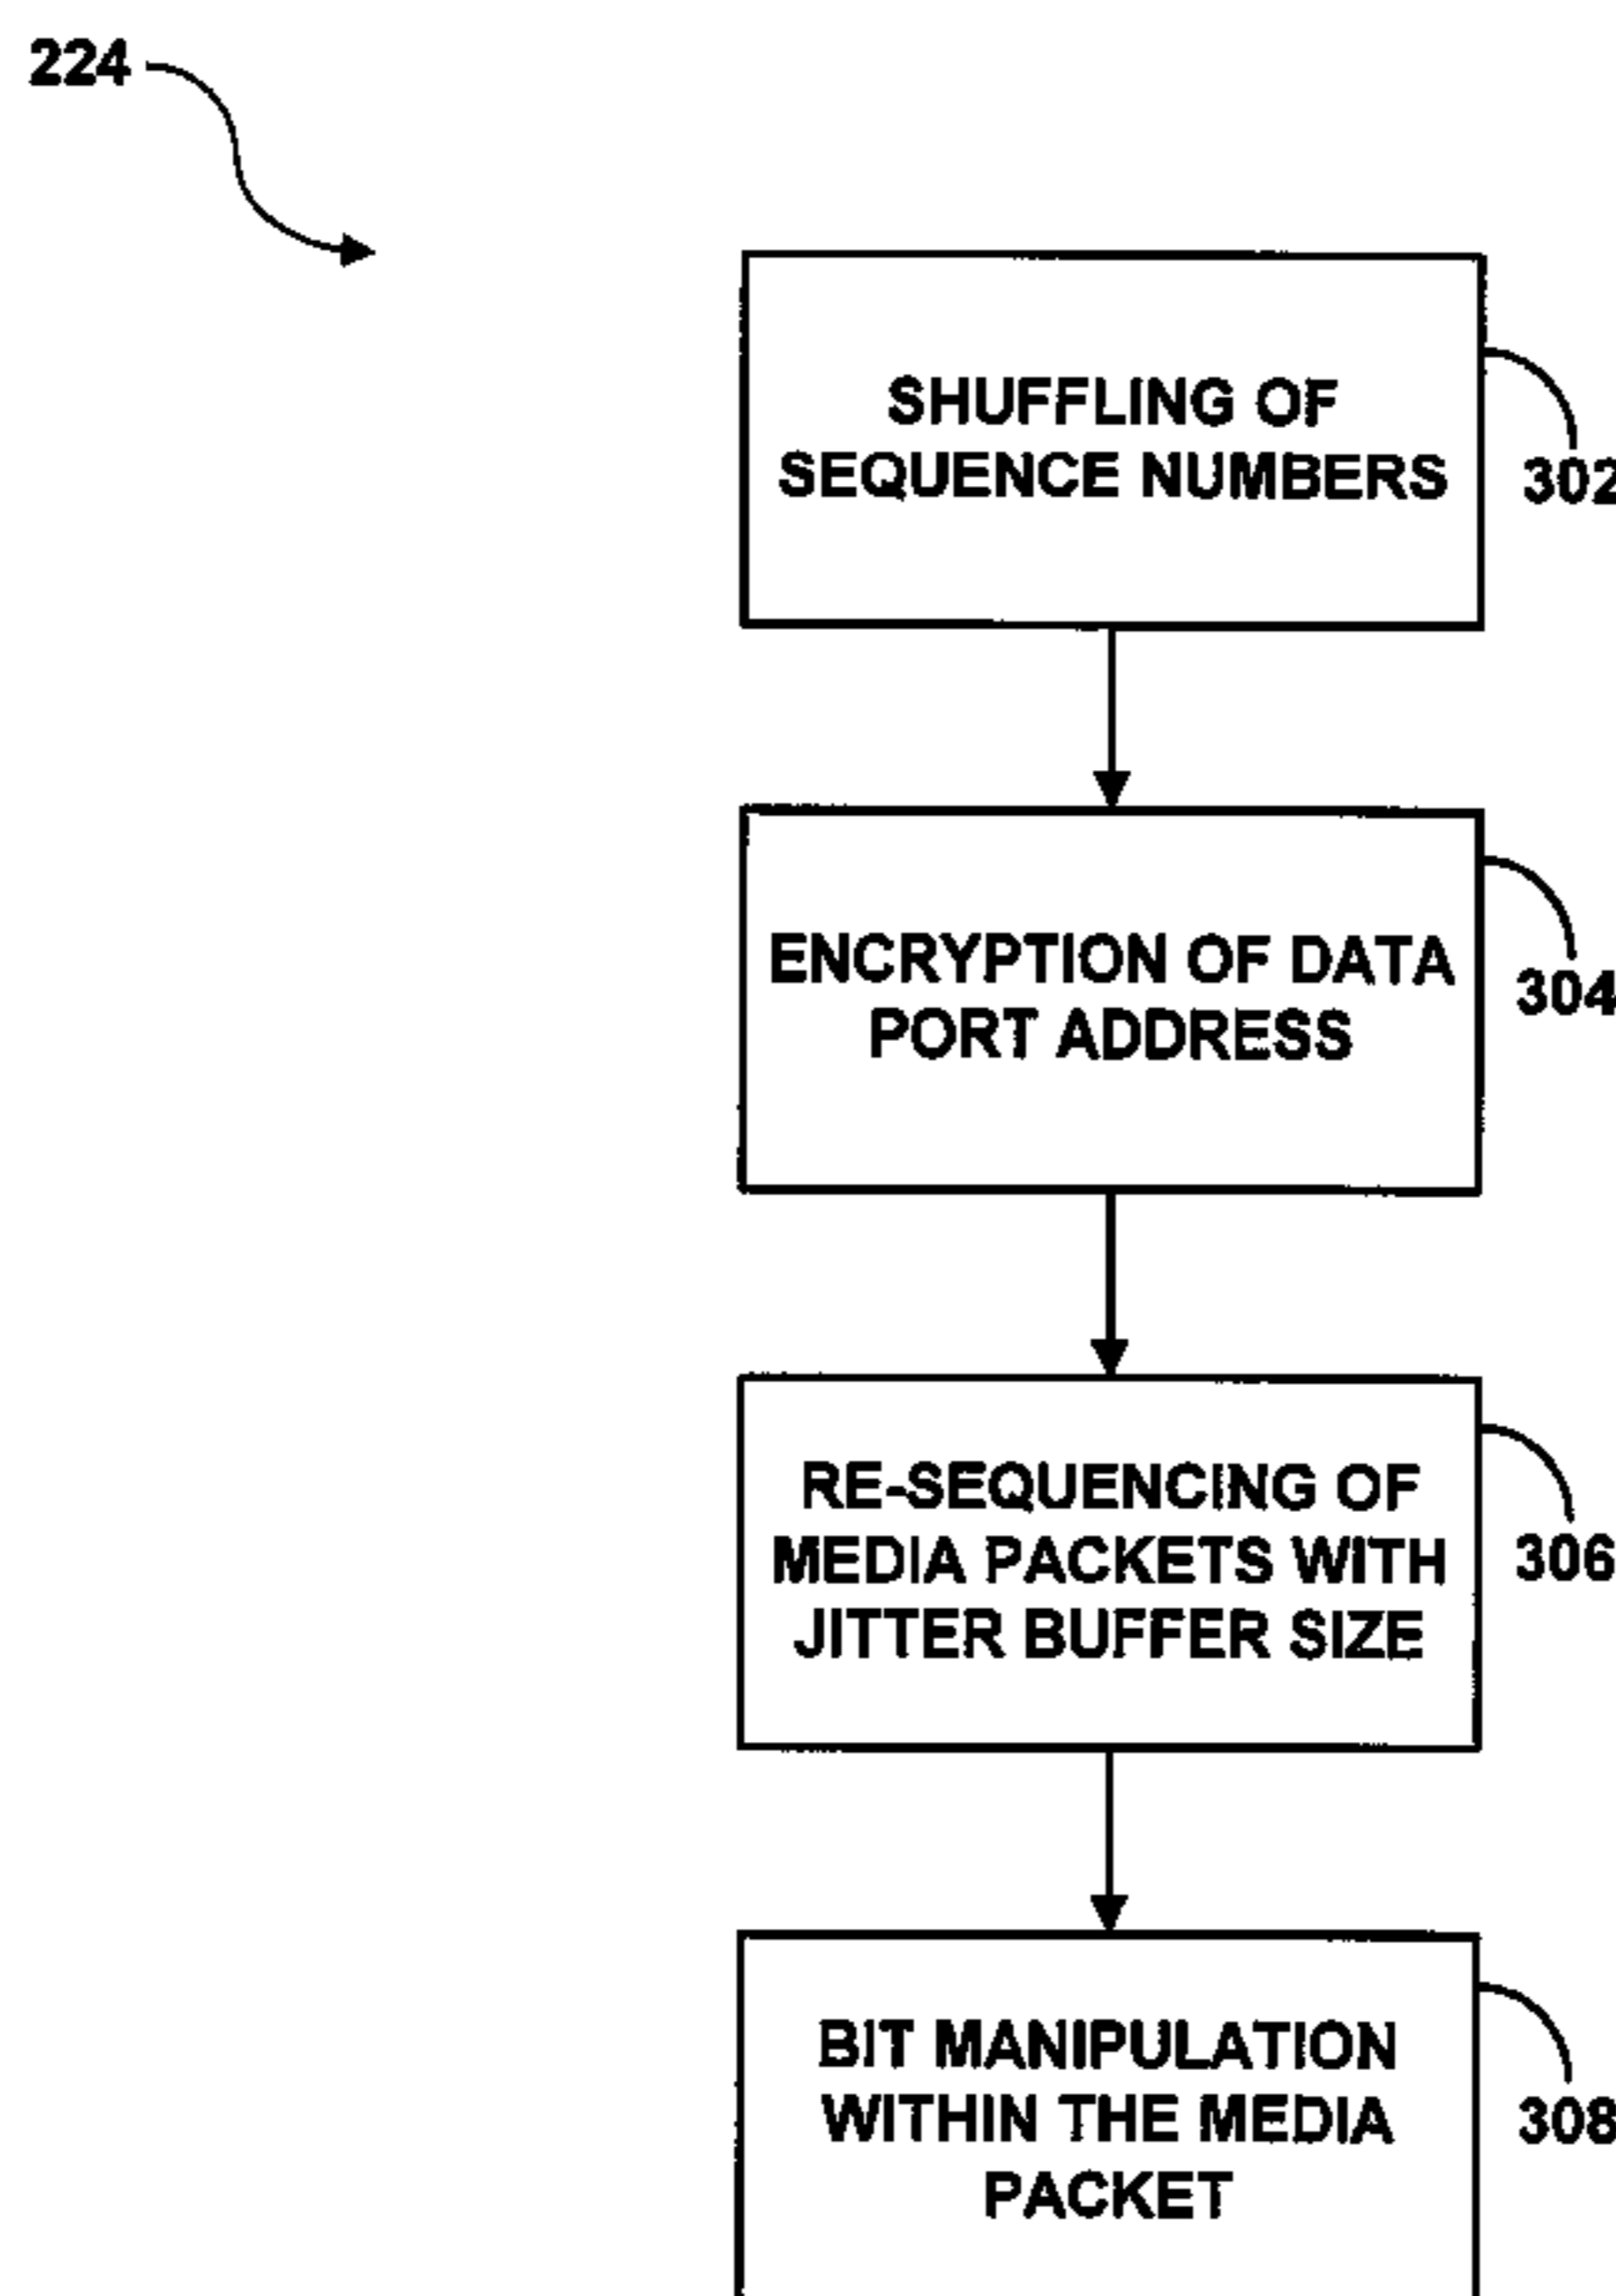 224
SHUFFLING OF
SEQUENCE NUMBERS
302
ENCRYPTION OF DATA
PORT ADDRESS
304
RE-SEQUENCING OF
MEDIA PACKETS WITH
JITTER BUFFER SIZE
306
BIT MANIPULATION
WITHIN THE MEDIA
PACKET
308